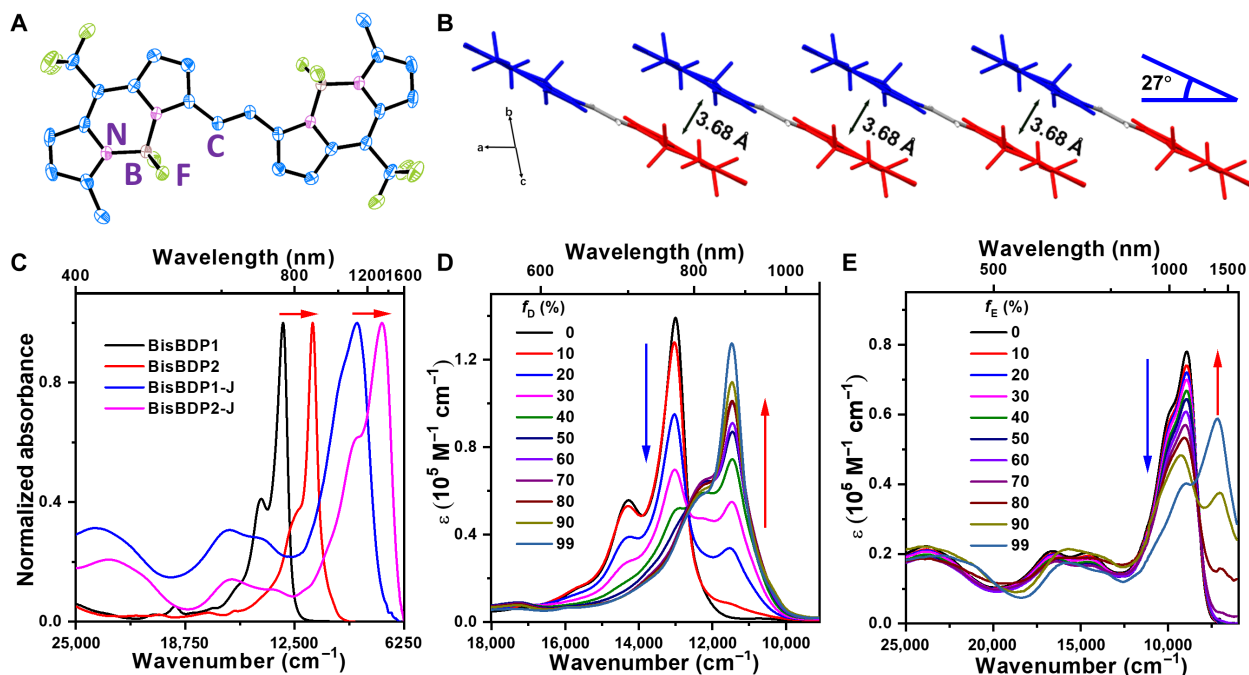 A
N
C
B
F
B
b
a
c
3.68 Å
3.68 Å
3.68 Å
27°
C
Wavelength (nm)
400
800
1200
1600
BisBDP1
BisBDP2
BisBDP1-J
BisBDP2-J
Normalized absorbance
0.8
0.4
0.0
25,000
18,750
12,500
6250
Wavenumber (cm⁻¹)
D
Wavelength (nm)
600
800
1000
f_D (%)
0
10
20
30
40
50
60
70
80
90
99
ε (10⁵ M⁻¹ cm⁻¹)
1.2
0.8
0.4
0.0
18,000
16,000
14,000
12,000
10,000
Wavenumber (cm⁻¹)
E
Wavelength (nm)
500
1000
1500
f_E (%)
0
10
20
30
40
50
60
70
80
90
99
ε (10⁵ M⁻¹ cm⁻¹)
0.8
0.6
0.4
0.2
0.0
25,000
20,000
15,000
10,000
Wavenumber (cm⁻¹)